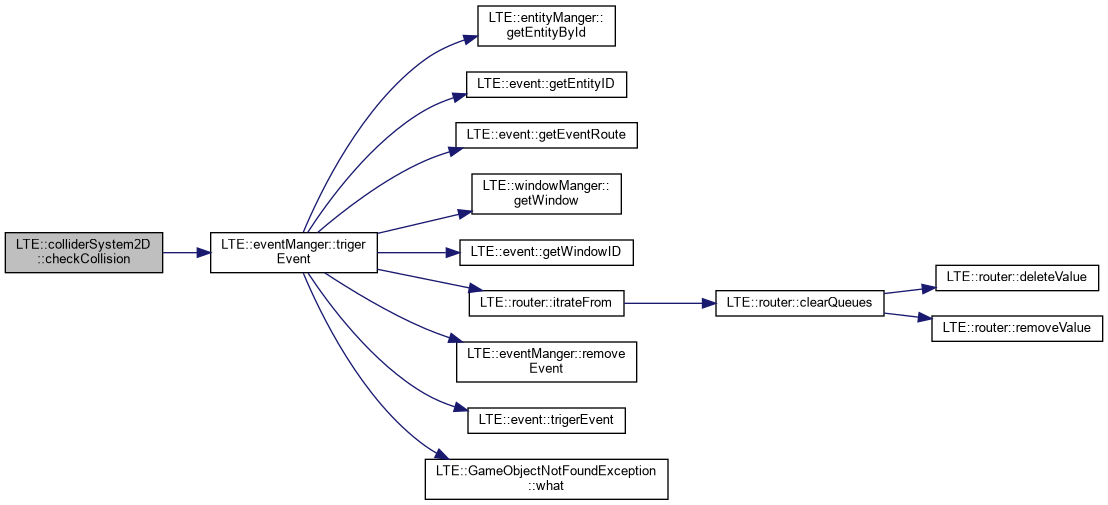 LTE::entityManger::
getEntityById
LTE::event::getEntityID
LTE::event::getEventRoute
LTE::windowManger::
getWindow
LTE::colliderSystem2D
::checkCollision
LTE::eventManger::triger
Event
LTE::event::getWindowID
LTE::router::itrateFrom
LTE::router::clearQueues
LTE::router::deleteValue
LTE::router::removeValue
LTE::eventManger::remove
Event
LTE::event::trigerEvent
LTE::GameObjectNotFoundException
::what